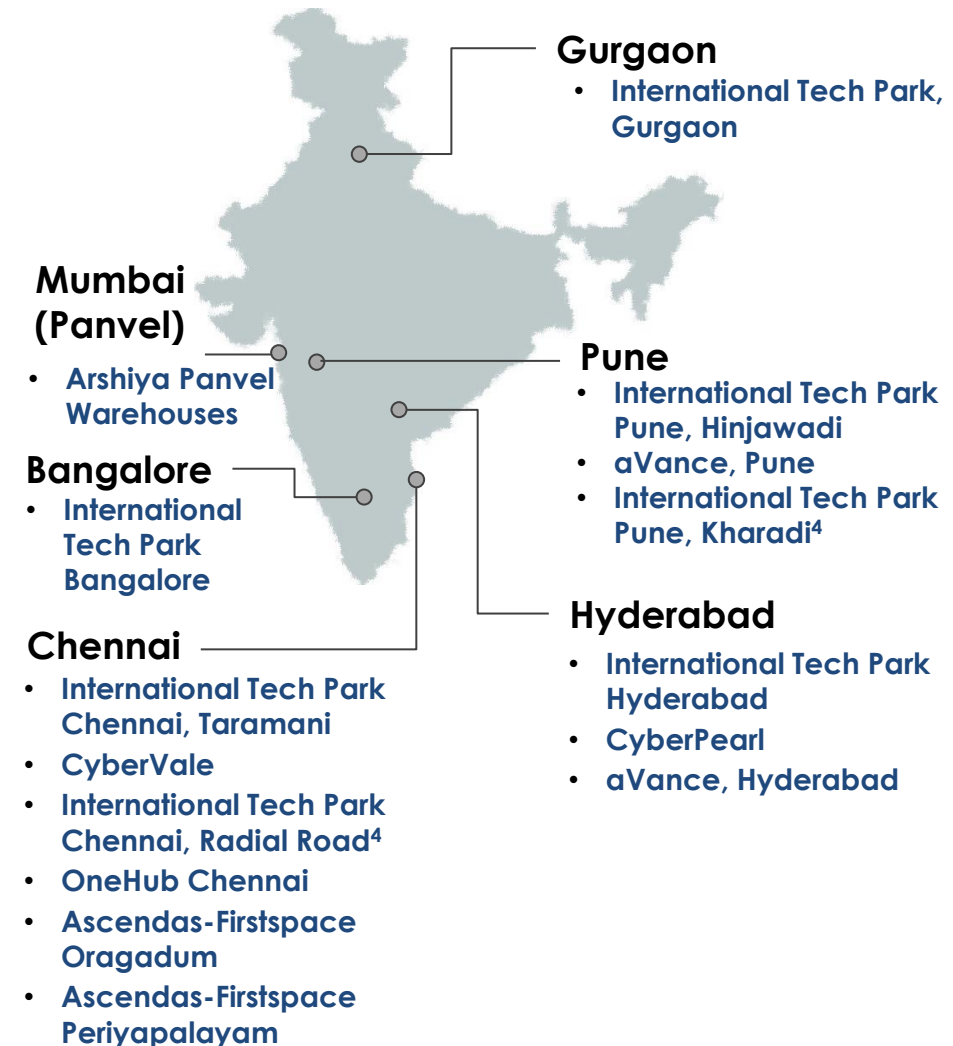 Gurgaon
• International Tech Park,
Gurgaon
Mumbai
(Panvel)
• Arshiya Panvel
Warehouses
Pune
• International Tech Park
Pune, Hinjawadi
• aVance, Pune
• International Tech Park
Pune, Kharadi⁴
Bangalore
• International
Tech Park
Bangalore
Hyderabad
• International Tech Park
Hyderabad
• CyberPearl
• aVance, Hyderabad
Chennai
• International Tech Park
Chennai, Taramani
• CyberVale
• International Tech Park
Chennai, Radial Road⁴
• OneHub Chennai
• Ascendas-Firstspace
Oragadum
• Ascendas-Firstspace
Periyapalayam